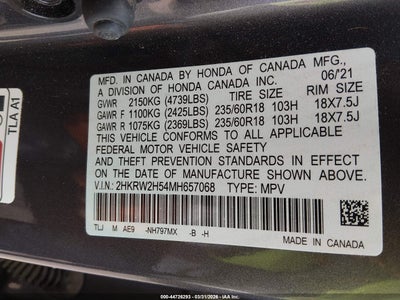 MFD. IN CANADA BY HONDA OF CANADA MFG.,
A DIVISION OF HONDA CANADA INC. 06/21
GVWR 2150KG (4739LBS) TIRE SIZE RIM SIZE
GAWR F 1100KG (2425LBS) 235/60R18 103H 18X7.5J
GAWR R 1075KG (2369LBS) 235/60R18 103H 18X7.5J
THIS VEHICLE CONFORMS TO ALL APPLICABLE
FEDERAL MOTOR VEHICLE SAFETY
AND THEFT PREVENTION STANDARDS IN EFFECT
ON THE DATE OF MANUFACTURE SHOWN ABOVE.
V.I.N.: 2HKRW2H54MH657068 TYPE: MPV
TLJ M AE9 -NH797MX -B -H
MADE IN CANADA
TLA A1
000-44726293 - 03/31/2026 - IAA Inc.